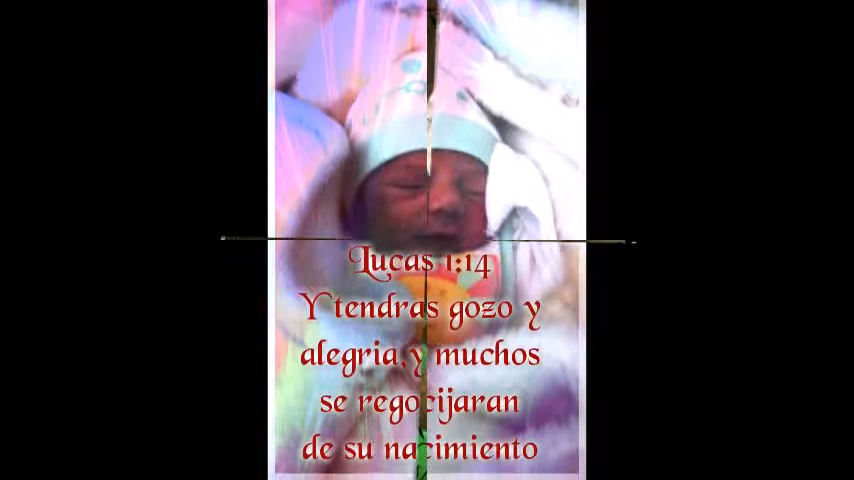 Lucas 1:14
Y tendras gozo y
alegria,y muchos
se regocijaran
de su nacimiento